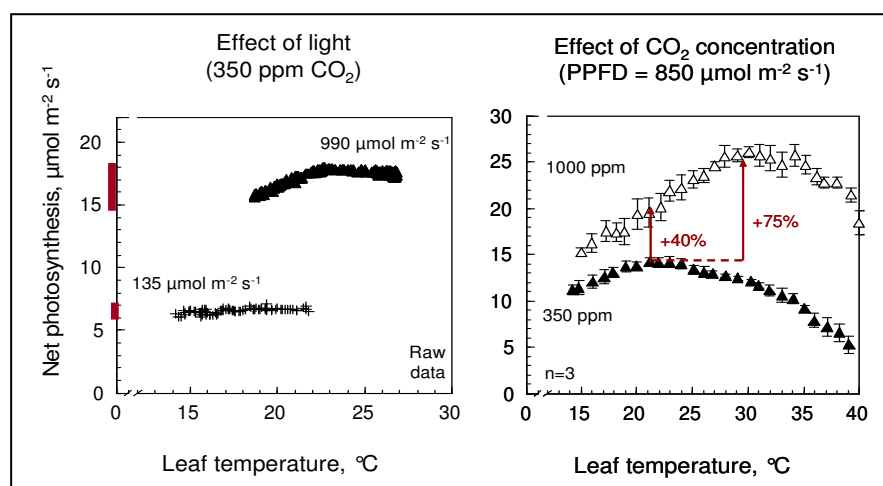 Effect of light
(350 ppm CO₂)
Net photosynthesis, µmol m⁻² s⁻¹
20
15
10
5
0
990 µmol m⁻² s⁻¹
135 µmol m⁻² s⁻¹
Raw
data
0 10 20 30
Leaf temperature, °C
Effect of CO₂ concentration
(PPFD = 850 µmol m⁻² s⁻¹)
30
25
20
15
10
5
0
1000 ppm
+75%
+40%
350 ppm
n=3
0 10 15 20 25 30 35 40
Leaf temperature, °C